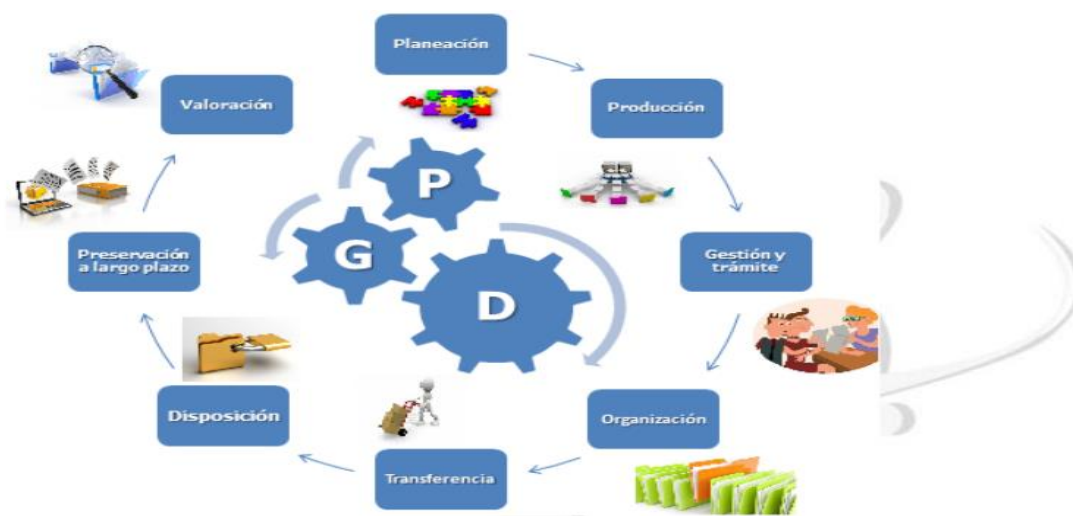 Planeación
Producción
Gestión y
trámite
Organización
Transferencia
Disposición
Preservación
a largo plazo
Valoración
P
G
D